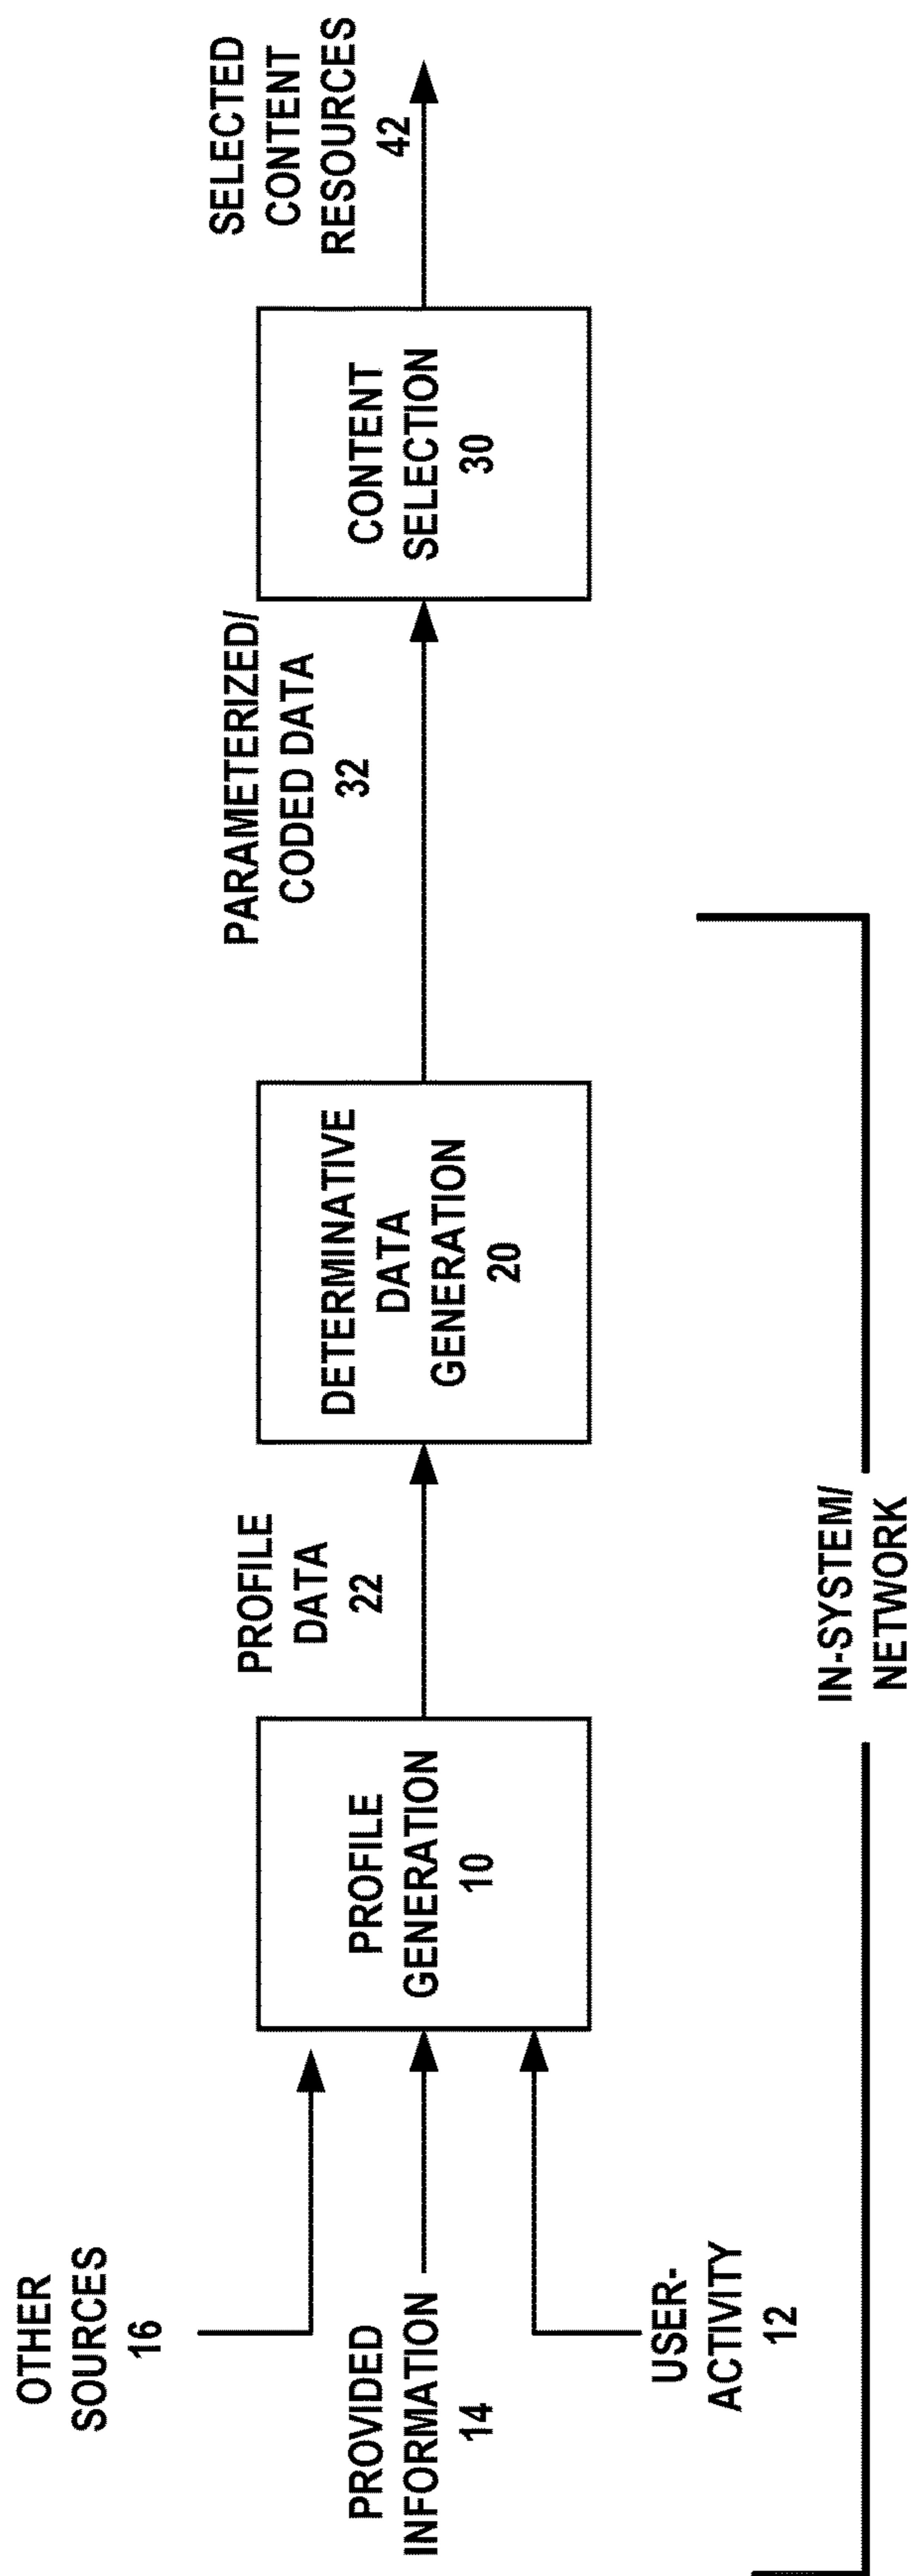 OTHER
SOURCES
16
PROVIDED
INFORMATION
14
USER-
ACTIVITY
12
PROFILE
GENERATION
10
PROFILE
DATA
22
DETERMINATIVE
DATA
GENERATION
20
PARAMETERIZED/
CODED DATA
32
CONTENT
SELECTION
30
SELECTED
CONTENT
RESOURCES
42
IN-SYSTEM/
NETWORK